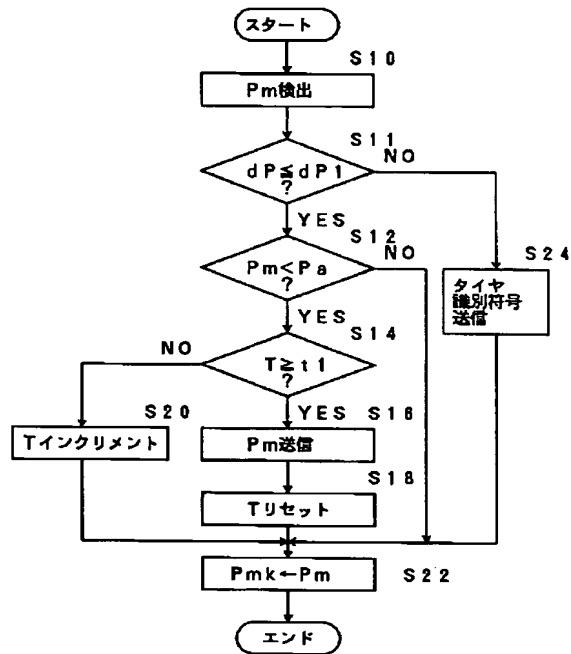 スタート
S10
Pm検出
S11
dP≦dP1
?
NO
YES
S12
Pm<Pa
?
NO
S24
タイヤ
識別符号
送信
YES
S14
T≧t1
?
NO
S20
Tインクリメント
YES
S16
Pm送信
S18
Tリセット
Pmk←Pm
S22
エンド